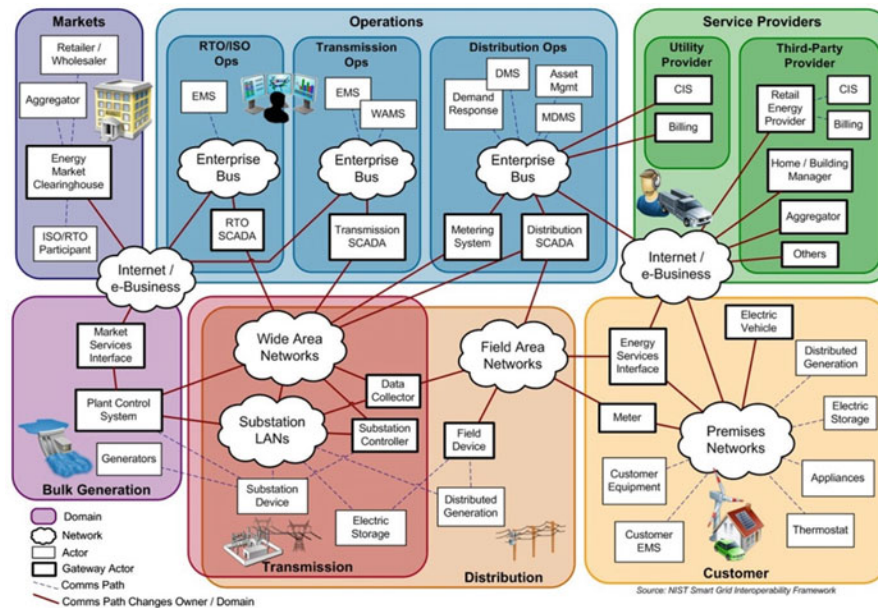 Markets
Retailer /
Wholesaler
Aggregator
Energy
Market
Clearinghouse
ISO/RTO
Participant
Operations
RTO/ISO
Ops
EMS
Enterprise
Bus
RTO
SCADA
Transmission
Ops
EMS
WAMS
Enterprise
Bus
Transmission
SCADA
Distribution Ops
DMS
Asset
Mgmt
Demand
Response
MDMS
Enterprise
Bus
Metering
System
Distribution
SCADA
Service Providers
Utility
Provider
CIS
Billing
Third-Party
Provider
Retail
Energy
Provider
CIS
Billing
Home / Building
Manager
Aggregator
Others
Internet /
e-Business
Internet /
e-Business
Market
Services
Interface
Plant Control
System
Generators
Bulk Generation
Wide Area
Networks
Data
Collector
Substation
LANs
Substation
Controller
Substation
Device
Electric
Storage
Transmission
Field Area
Networks
Field
Device
Distributed
Generation
Distribution
Energy
Services
Interface
Electric
Vehicle
Distributed
Generation
Meter
Premises
Networks
Electric
Storage
Customer
Equipment
Appliances
Customer
EMS
Thermostat
Customer
Domain
Network
Actor
Gateway Actor
Comms Path
Comms Path Changes Owner / Domain
Source: NIST Smart Grid Interoperability Framework